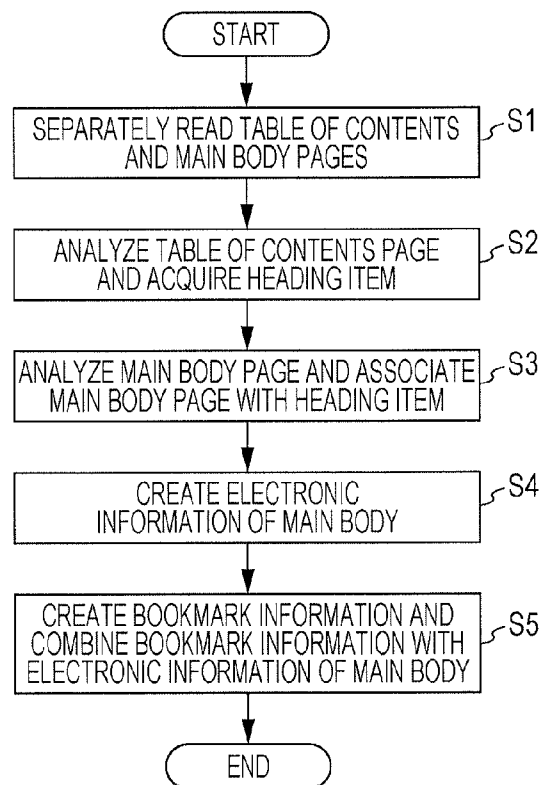 START
SEPARATELY READ TABLE OF CONTENTS
AND MAIN BODY PAGES
S1
ANALYZE TABLE OF CONTENTS PAGE
AND ACQUIRE HEADING ITEM
S2
ANALYZE MAIN BODY PAGE AND ASSOCIATE
MAIN BODY PAGE WITH HEADING ITEM
S3
CREATE ELECTRONIC
INFORMATION OF MAIN BODY
S4
CREATE BOOKMARK INFORMATION AND
COMBINE BOOKMARK INFORMATION WITH
ELECTRONIC INFORMATION OF MAIN BODY
S5
END